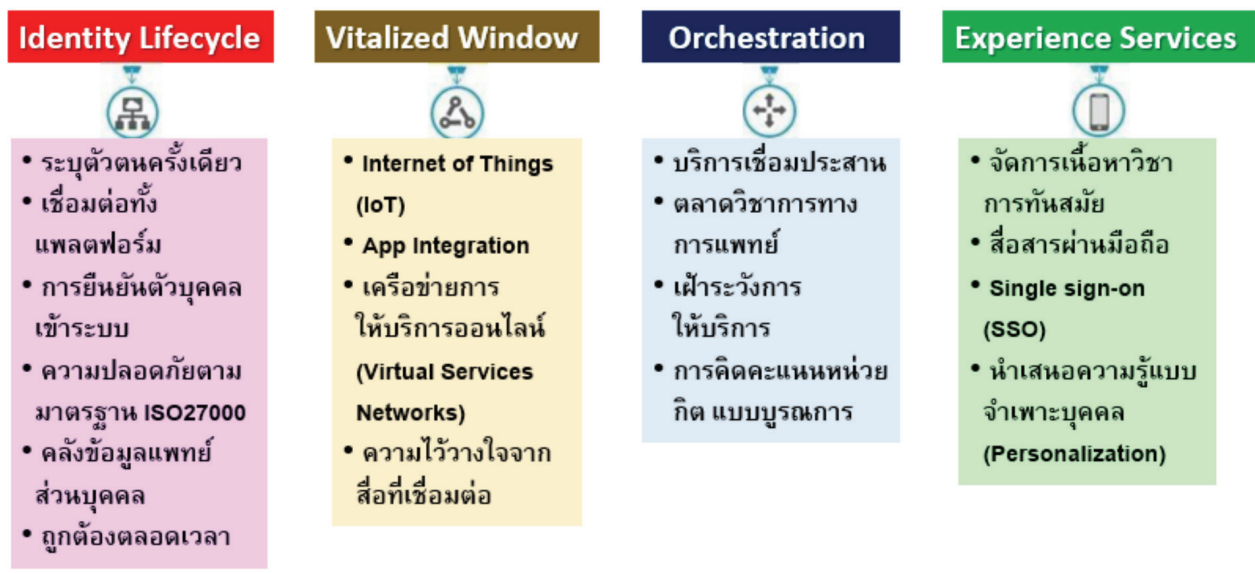 Identity Lifecycle
• ระบุตัวตนครั้งเดียว
• เชื่อมต่อทั้ง
แพลตฟอร์ม
• การยืนยันตัวบุคคล
เข้าระบบ
• ความปลอดภัยตาม
มาตรฐาน ISO27000
• คลังข้อมูลแพทย์
ส่วนบุคคล
• ถูกต้องตลอดเวลา
Vitalized Window
• Internet of Things
(IoT)
• App Integration
• เครือข่ายการ
ให้บริการออนไลน์
(Virtual Services
Networks)
• ความไว้วางใจจาก
สื่อที่เชื่อมต่อ
Orchestration
• บริการเชื่อมประสาน
• ตลาดวิชาการทาง
การแพทย์
• เฝ้าระวังการ
ให้บริการ
• การคิดคะแนนหน่วย
กิต แบบบูรณการ
Experience Services
• จัดการเนื้อหาวิชา
การทันสมัย
• สื่อสารผ่านมือถือ
• Single sign-on
(SSO)
• นำเสนอความรู้แบบ
จำเพาะบุคคล
(Personalization)